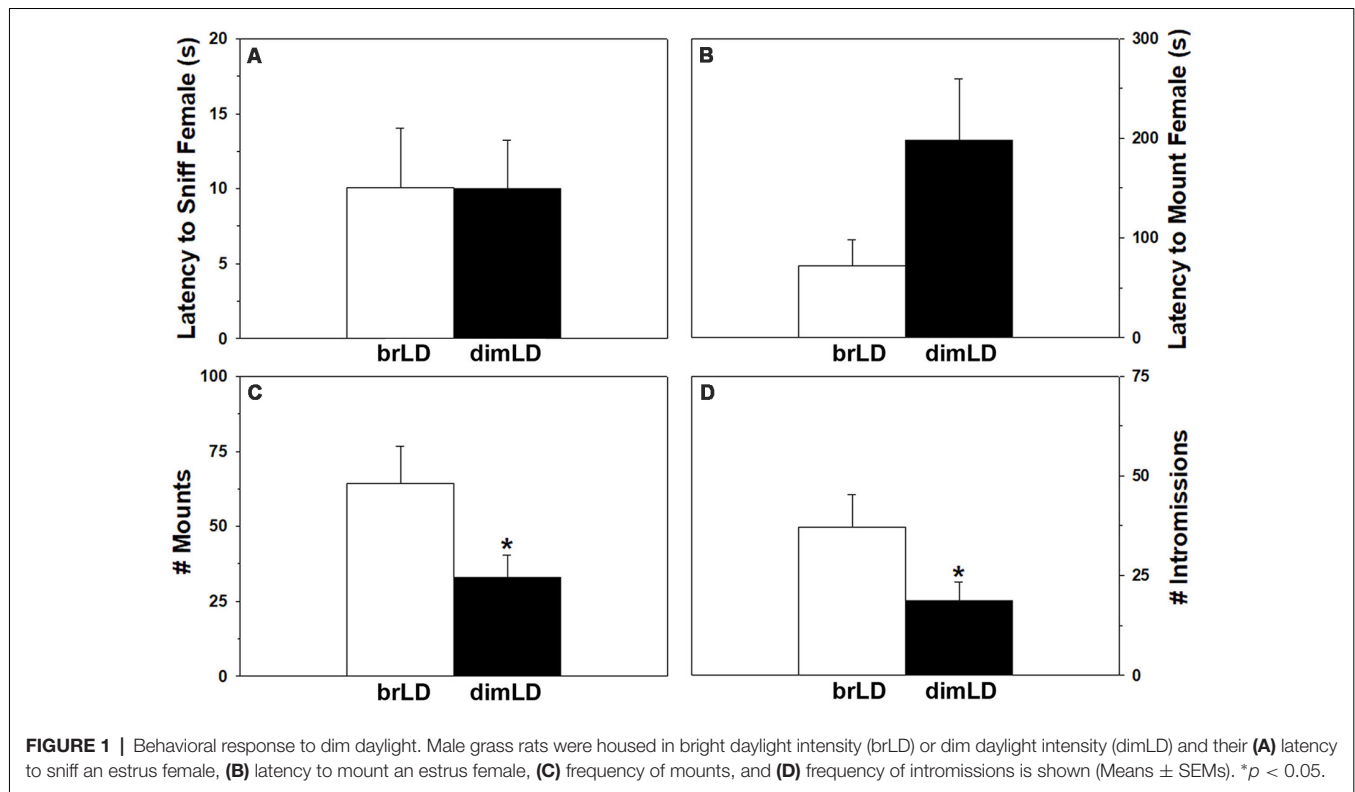 A
Latency to Sniff Female (s)
20
15
10
5
0
brLD dimLD
B
Latency to Mount Female (s)
300
200
100
0
brLD dimLD
C
# Mounts
100
75
50
25
0
*
brLD dimLD
D
# Intromissions
75
50
25
0
*
brLD dimLD
FIGURE 1 | Behavioral response to dim daylight. Male grass rats were housed in bright daylight intensity (brLD) or dim daylight intensity (dimLD) and their (A) latency
to sniff an estrus female, (B) latency to mount an estrus female, (C) frequency of mounts, and (D) frequency of intromissions is shown (Means ± SEMs). *p < 0.05.